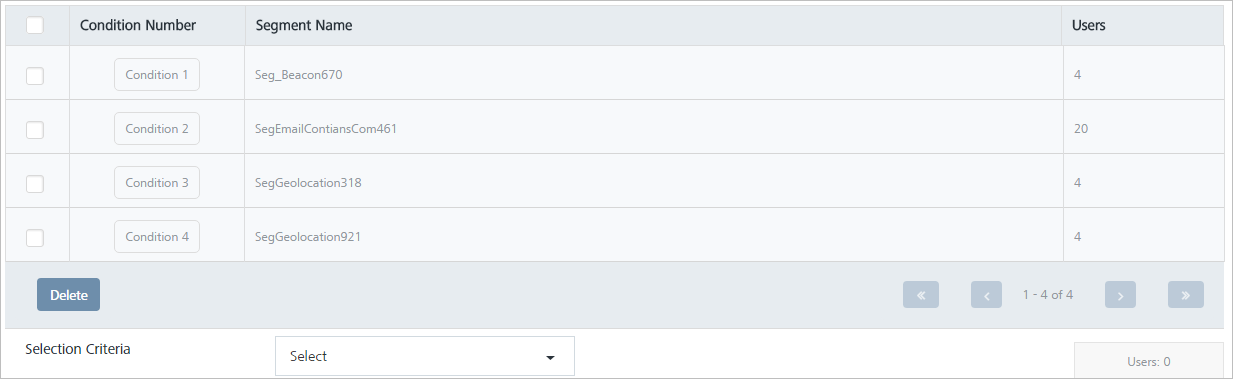 Condition Number Segment Name Users
Condition 1 Seg_Beacon670 4
Condition 2 SegEmailContiansCom461 20
Condition 3 SegGeolocation318 4
Condition 4 SegGeolocation921 4
Delete « ‹ 1 - 4 of 4 › »
Selection Criteria Select Users: 0